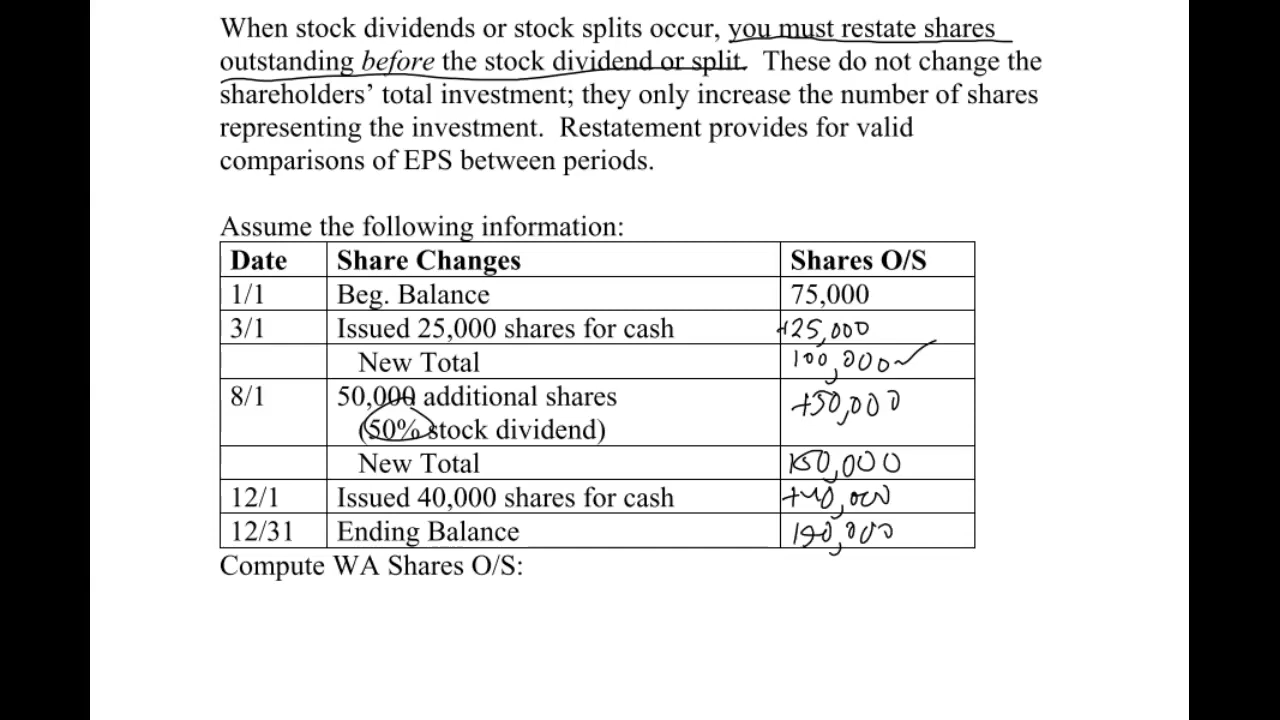 When stock dividends or stock splits occur, you must restate shares
outstanding before the stock dividend or split. These do not change the
shareholders' total investment; they only increase the number of shares
representing the investment. Restatement provides for valid
comparisons of EPS between periods.
Assume the following information:
Date Share Changes Shares O/S
1/1 Beg. Balance 75,000
3/1 Issued 25,000 shares for cash +25,000
New Total 100,000
8/1 50,000 additional shares +50,000
(50% stock dividend)
New Total 150,000
12/1 Issued 40,000 shares for cash +40,000
12/31 Ending Balance 190,000
Compute WA Shares O/S: